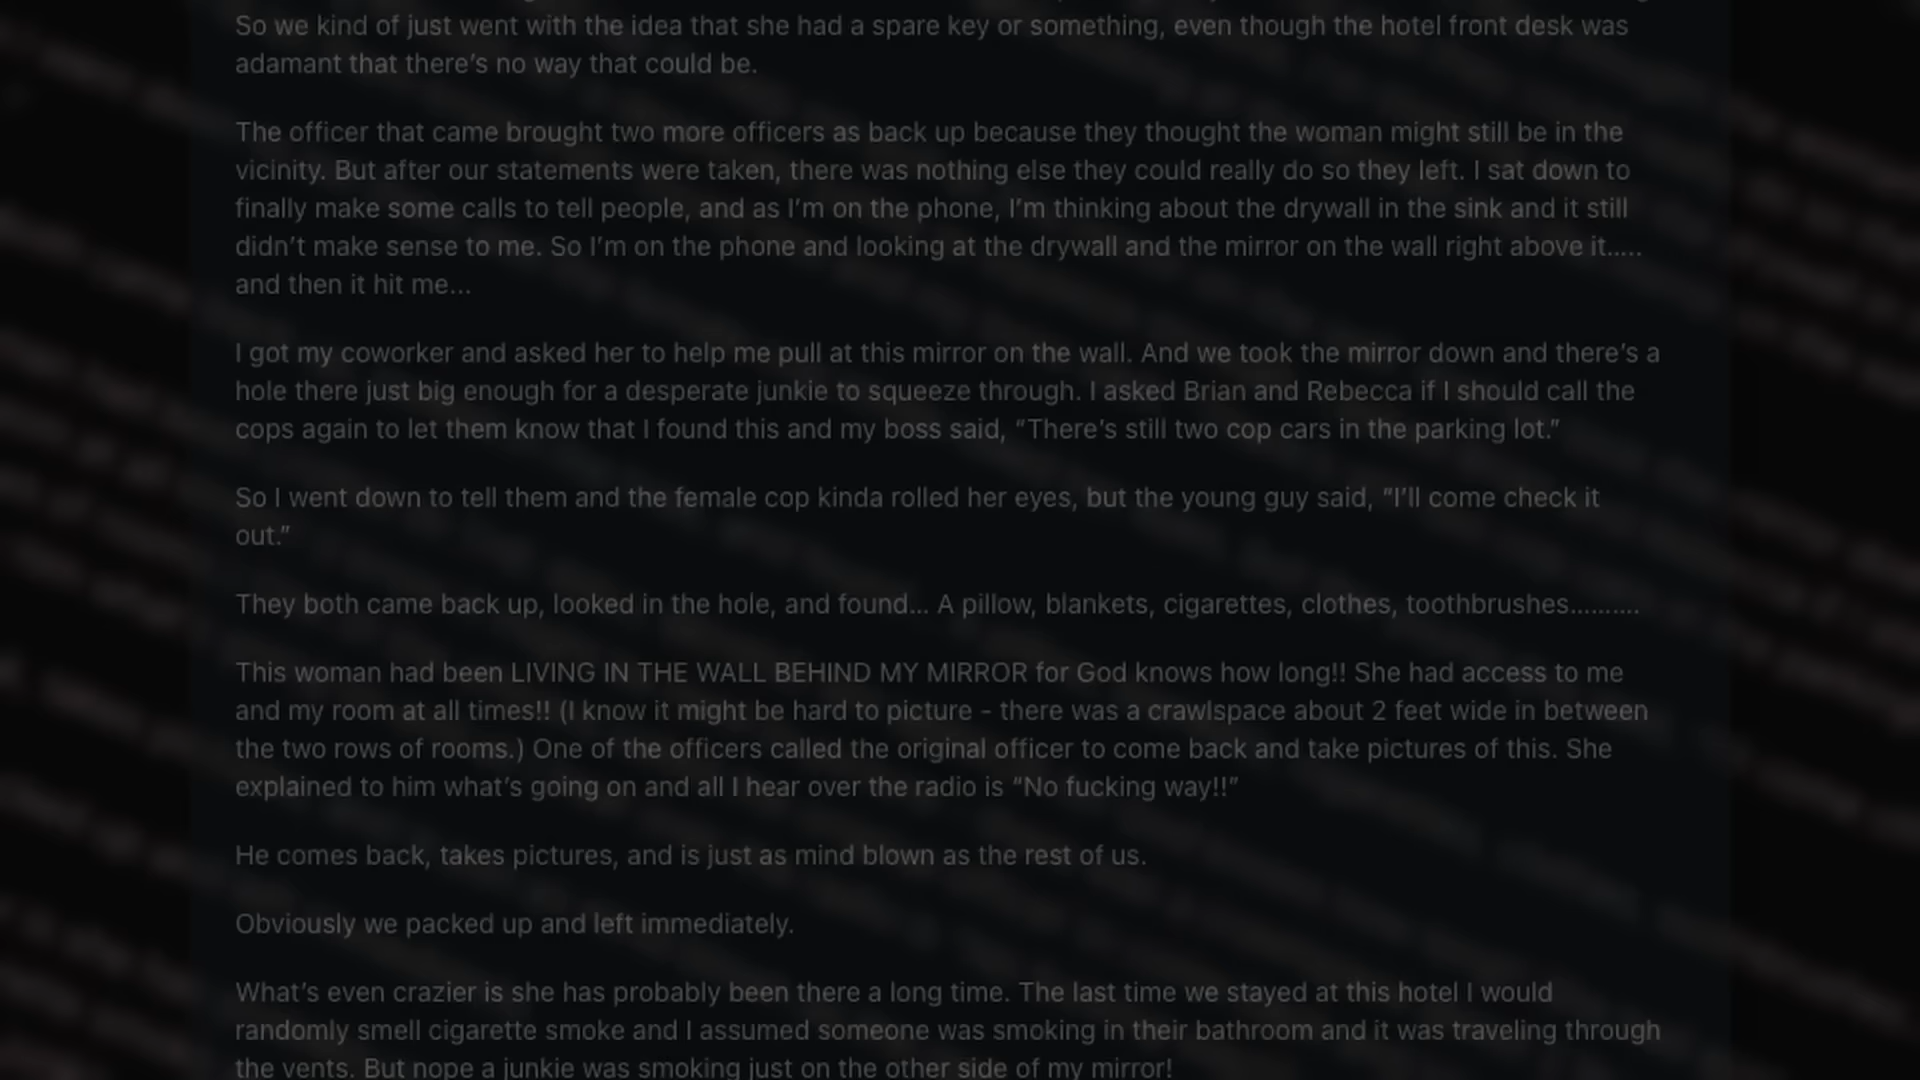 So we kind of just went with the idea that she had a spare key or something, even though the hotel front desk was
adamant that there’s no way that could be.
The officer that came brought two more officers as back up because they thought the woman might still be in the
vicinity. But after our statements were taken, there was nothing else they could really do so they left. I sat down to
finally make some calls to tell people, and as I’m on the phone, I’m thinking about the drywall in the sink and it still
didn’t make sense to me. So I’m on the phone and looking at the drywall and the mirror on the wall right above it.....
and then it hit me...
I got my coworker and asked her to help me pull at this mirror on the wall. And we took the mirror down and there’s a
hole there just big enough for a desperate junkie to squeeze through. I asked Brian and Rebecca if I should call the
cops again to let them know that I found this and my boss said, “There’s still two cop cars in the parking lot.”
So I went down to tell them and the female cop kinda rolled her eyes, but the young guy said, “I’ll come check it
out.”
They both came back up, looked in the hole, and found... A pillow, blankets, cigarettes, clothes, toothbrushes..........
This woman had been LIVING IN THE WALL BEHIND MY MIRROR for God knows how long!! She had access to me
and my room at all times!! (I know it might be hard to picture - there was a crawlspace about 2 feet wide in between
the two rows of rooms.) One of the officers called the original officer to come back and take pictures of this. She
explained to him what’s going on and all I hear over the radio is “No fucking way!!”
He comes back, takes pictures, and is just as mind blown as the rest of us.
Obviously we packed up and left immediately.
What’s even crazier is she has probably been there a long time. The last time we stayed at this hotel I would
randomly smell cigarette smoke and I assumed someone was smoking in their bathroom and it was traveling through
the vents. But nope a junkie was smoking just on the other side of my mirror!